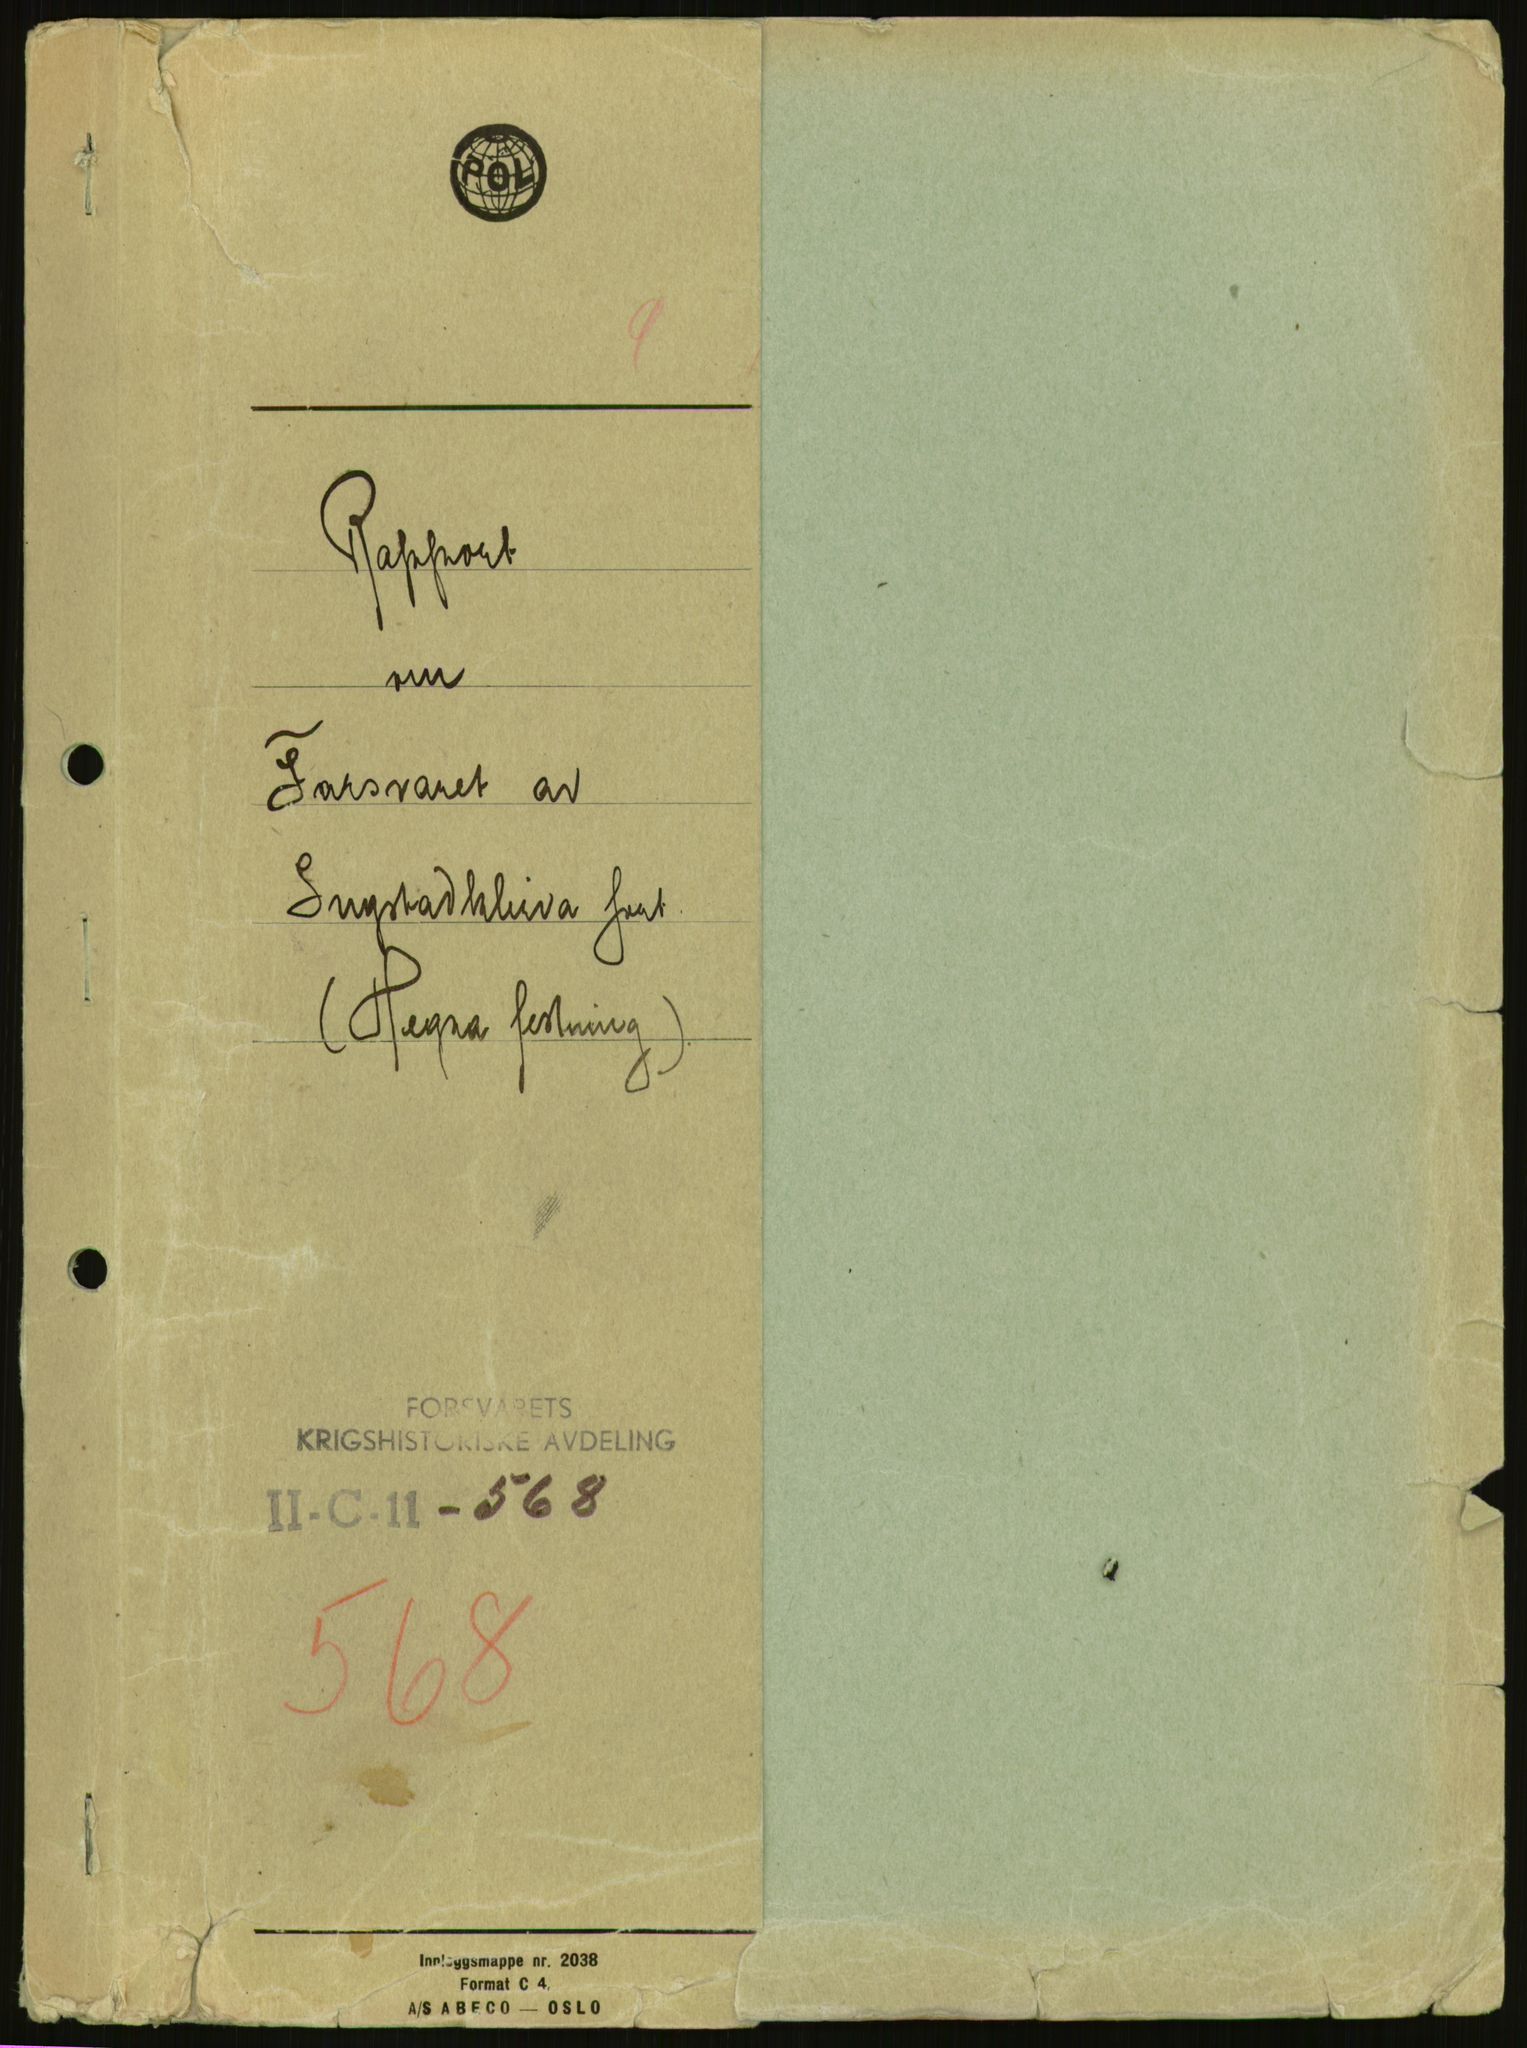 POL
9
Rapport
om
Forsvaret av
Ingstadkleiva fort.
(Hegra festning).
FORSVARETS
KRIGSHISTORISKE AVDELING
II-C-11 - 568
568
Innleggsmappe nr. 2038
Format C 4.
A/S ABECO — OSLO